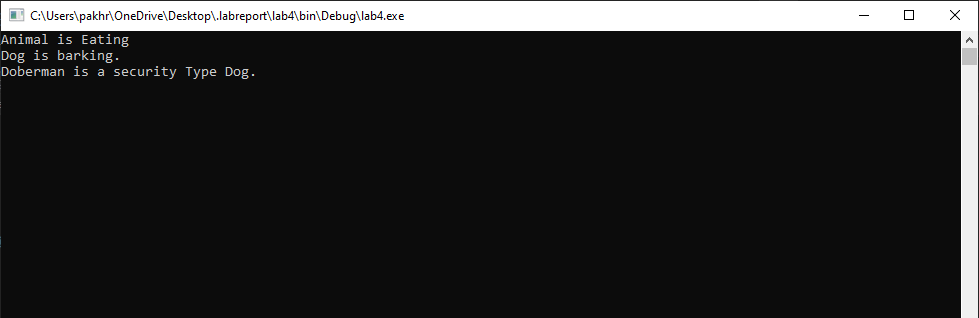 C:\Users\pakhr\OneDrive\Desktop\.labreport\lab4\bin\Debug\lab4.exe
Animal is Eating
Dog is barking.
Doberman is a security Type Dog.